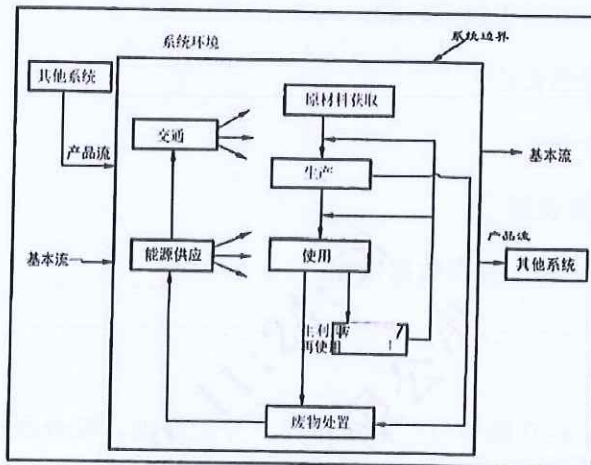 系统环境
系统边界
其他系统
原材料获取
交通
产品流
基本流
生产
产品流
基本流
能源供应
使用
其他系统
再使用
废物处置